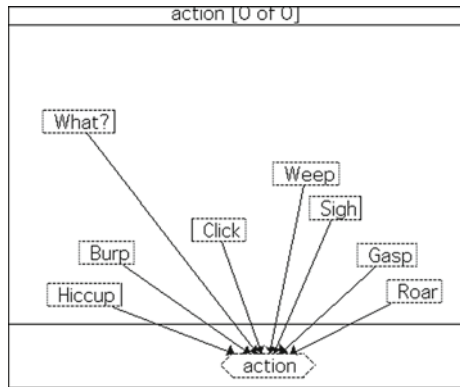 action [0 of 0]
What?
Weep
Sigh
Click
Burp
Gasp
Hiccup
Roar
action